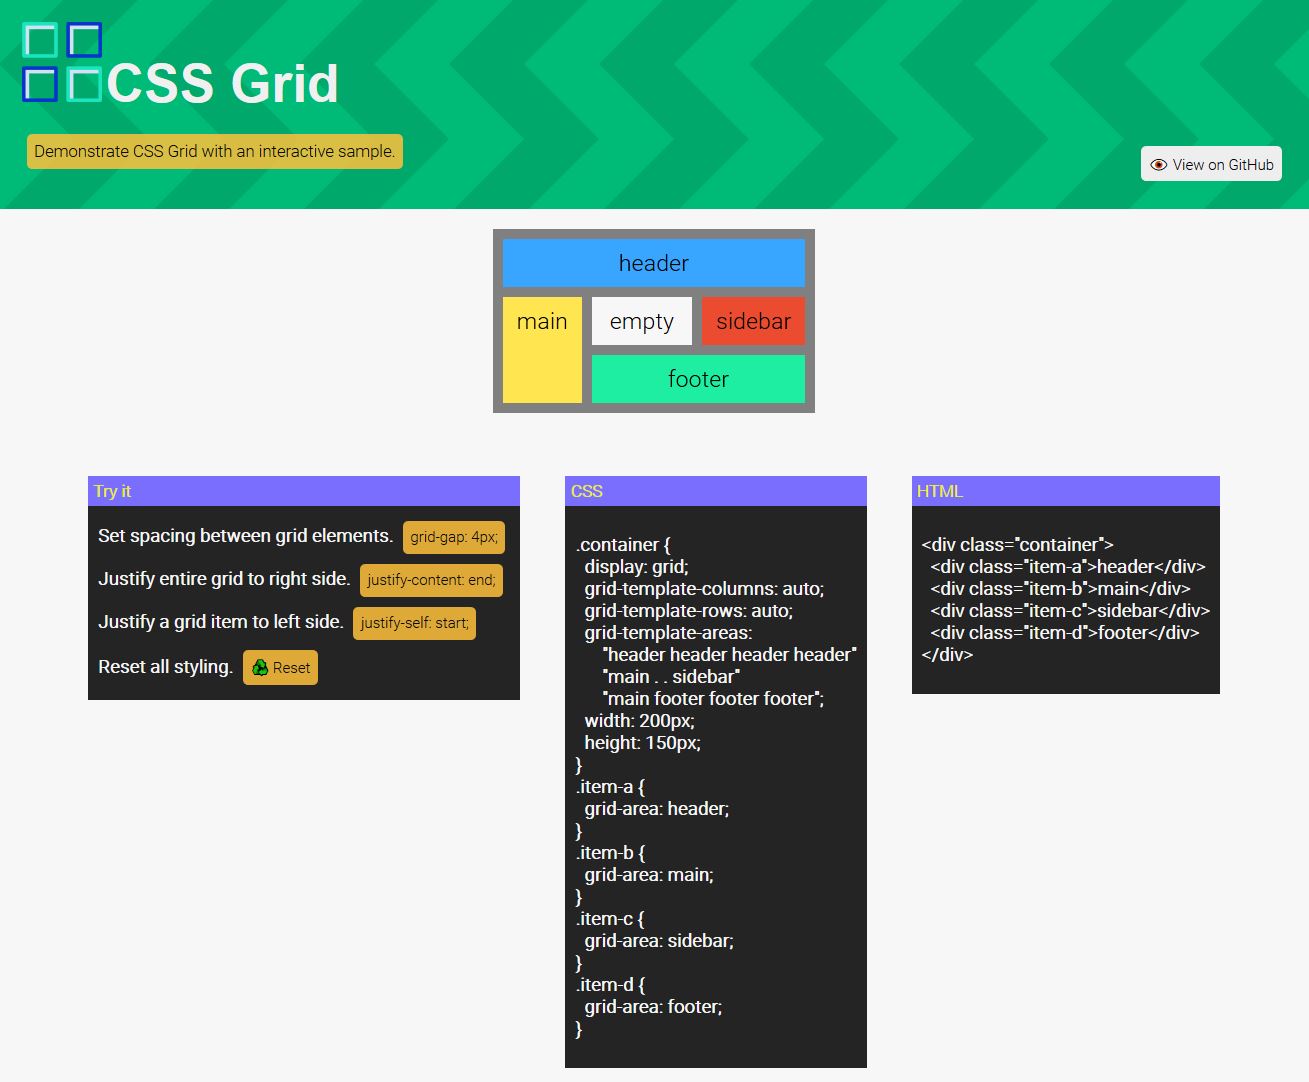 CSS Grid
Demonstrate CSS Grid with an interactive sample.
View on GitHub
header
main
empty
sidebar
footer
Try it
Set spacing between grid elements. grid-gap: 4px;
Justify entire grid to right side. justify-content: end;
Justify a grid item to left side. justify-self: start;
Reset all styling. Reset
CSS
.container {
  display: grid;
  grid-template-columns: auto;
  grid-template-rows: auto;
  grid-template-areas:
      "header header header header"
      "main . . sidebar"
      "main footer footer footer";
  width: 200px;
  height: 150px;
}
.item-a {
  grid-area: header;
}
.item-b {
  grid-area: main;
}
.item-c {
  grid-area: sidebar;
}
.item-d {
  grid-area: footer;
}
HTML
<div class="container">
  <div class="item-a">header</div>
  <div class="item-b">main</div>
  <div class="item-c">sidebar</div>
  <div class="item-d">footer</div>
</div>